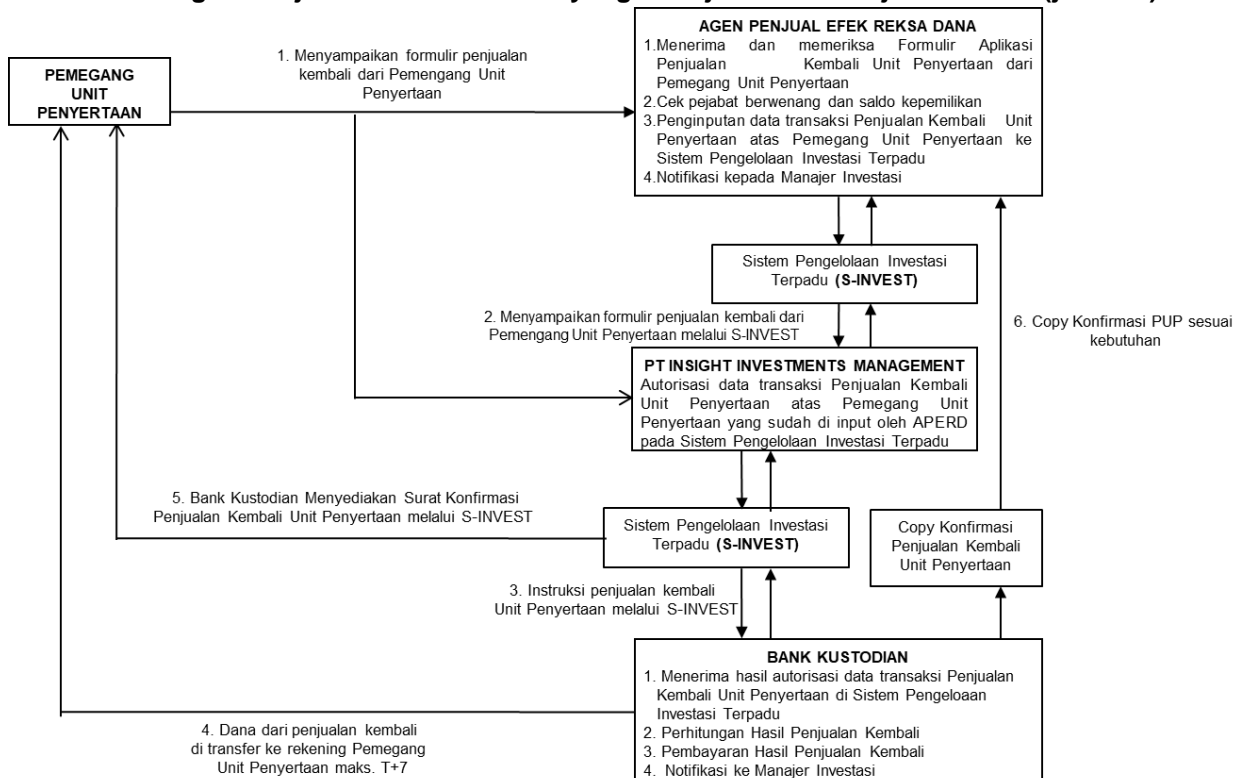 PEMEGANG
UNIT
PENYERTAAN
1. Menyampaikan formulir penjualan
kembali dari Pemengang Unit
Penyertaan
AGEN PENJUAL EFEK REKSA DANA
1.Menerima dan memeriksa Formulir Aplikasi
Penjualan Kembali Unit Penyertaan dari
Pemegang Unit Penyertaan
2.Cek pejabat berwenang dan saldo kepemilikan
3.Penginputan data transaksi Penjualan Kembali Unit
Penyertaan atas Pemegang Unit Penyertaan ke
Sistem Pengelolaan Investasi Terpadu
4.Notifikasi kepada Manajer Investasi
Sistem Pengelolaan Investasi
Terpadu (S-INVEST)
2. Menyampaikan formulir penjualan kembali dari
Pemengang Unit Penyertaan melalui S-INVEST
6. Copy Konfirmasi PUP sesuai
kebutuhan
PT INSIGHT INVESTMENTS MANAGEMENT
Autorisasi data transaksi Penjualan Kembali
Unit Penyertaan atas Pemegang Unit
Penyertaan yang sudah di input oleh APERD
pada Sistem Pengelolaan Investasi Terpadu
5. Bank Kustodian Menyediakan Surat Konfirmasi
Penjualan Kembali Unit Penyertaan melalui S-INVEST
Sistem Pengelolaan Investasi
Terpadu (S-INVEST)
Copy Konfirmasi
Penjualan Kembali
Unit Penyertaan
3. Instruksi penjualan kembali
Unit Penyertaan melalui S-INVEST
BANK KUSTODIAN
1. Menerima hasil autorisasi data transaksi Penjualan
Kembali Unit Penyertaan di Sistem Pengeloaan
Investasi Terpadu
2. Perhitungan Hasil Penjualan Kembali
3. Pembayaran Hasil Penjualan Kembali
4. Notifikasi ke Manajer Investasi
4. Dana dari penjualan kembali
di transfer ke rekening Pemegang
Unit Penyertaan maks. T+7